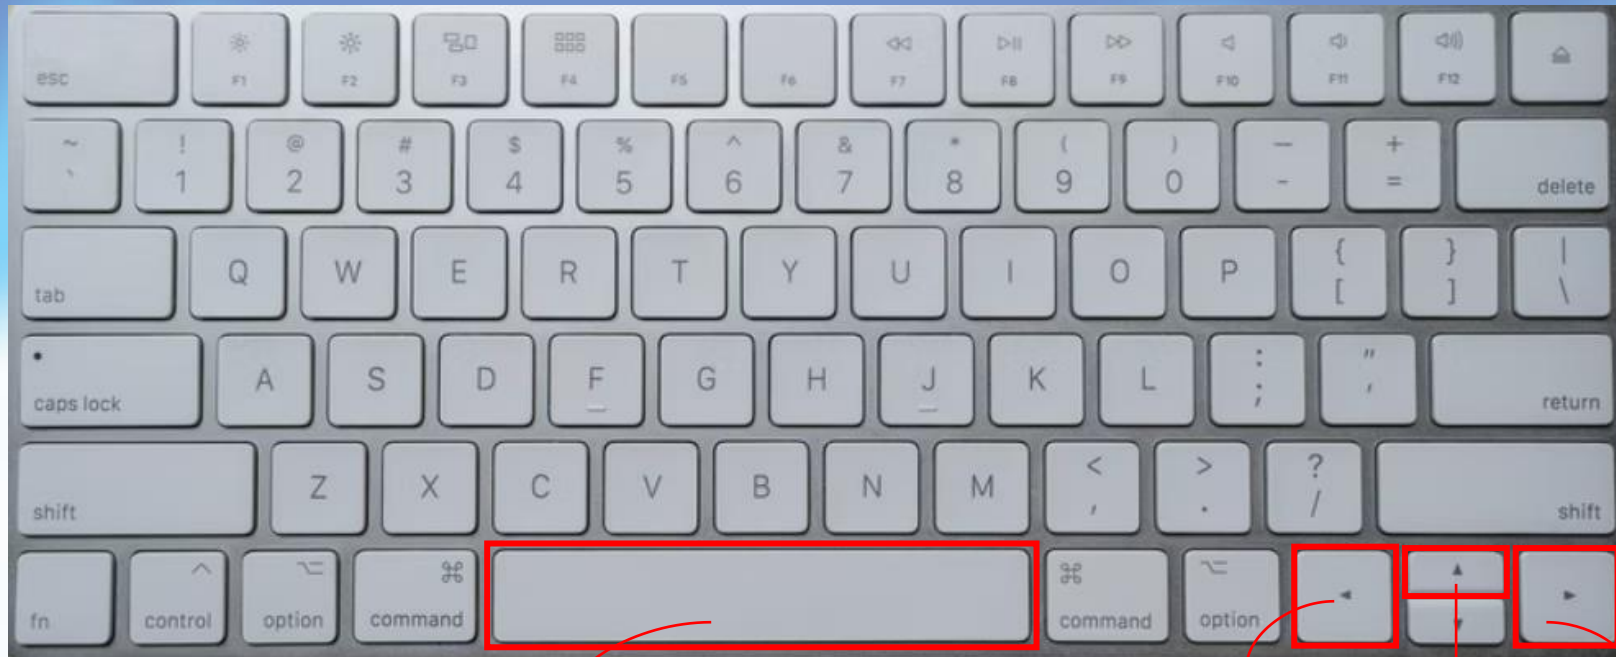 esc F1 F2 F3 F4 F5 F6 F7 F8 F9 F10 F11 F12
~ ! @ # $ % ^ & * ( ) — +
` 1 2 3 4 5 6 7 8 9 0 - = delete
tab Q W E R T Y U I O P { } |
[ ] \
caps lock A S D F G H J K L : "
; ' return
shift Z X C V B N M < > ?
, . / shift
fn control option command command option